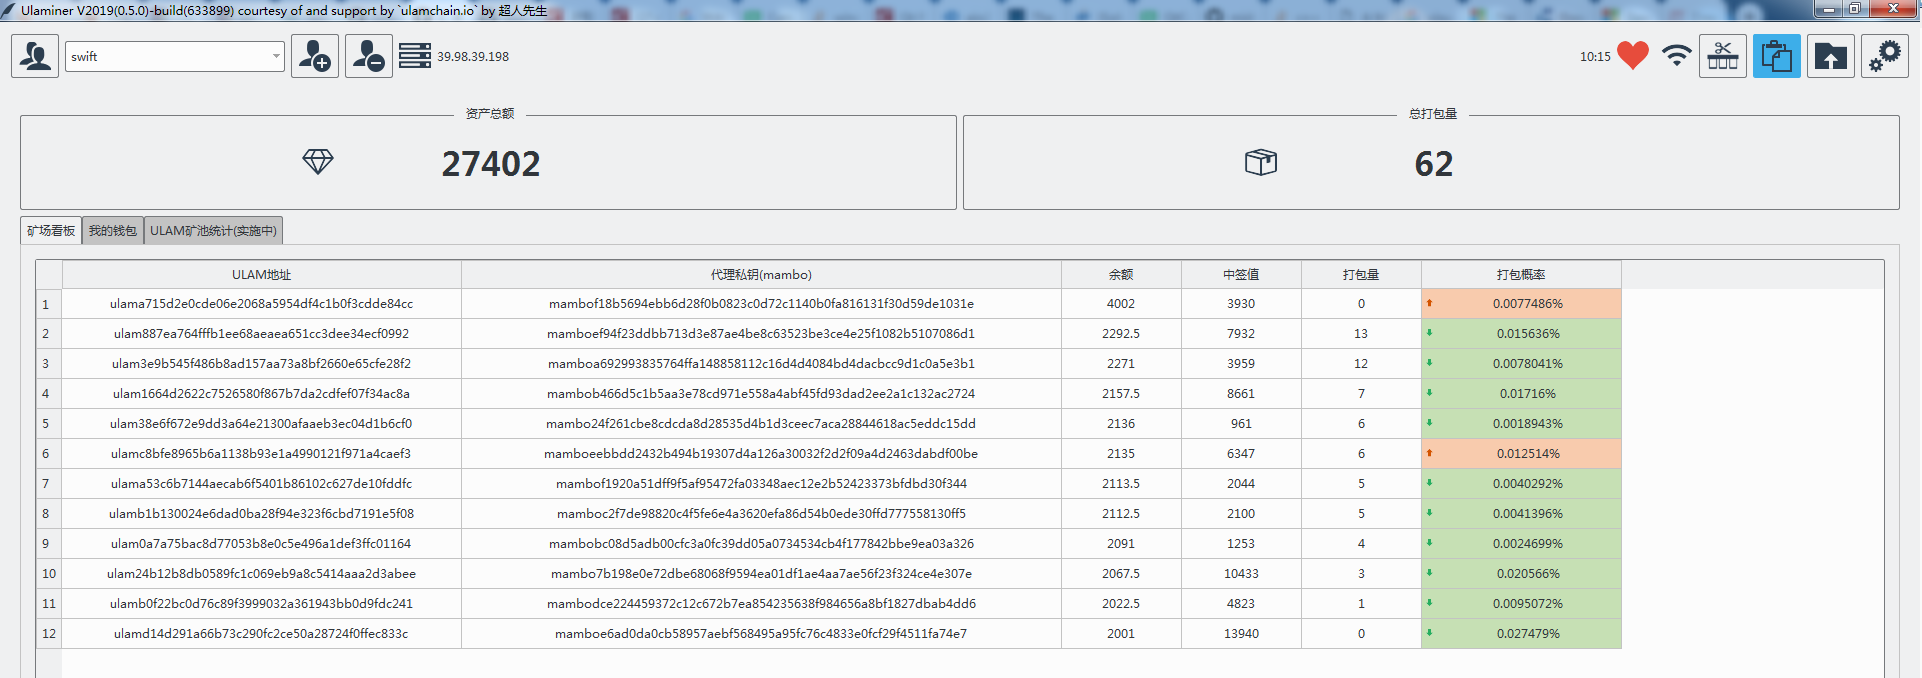 Ulaminer V2019(0.5.0)-build(633899) courtesy of and support by `ulamchain.io` by 超人先生
swift 39.98.39.198 10:15
资产总额 总打包量
27402 62
矿场看板 我的钱包 ULAM矿池统计(实施中)
ULAM地址 代理私钥(mambo) 余额 中签值 打包量 打包概率
1 ulama715d2e0cde06e2068a5954df4c1b0f3cdde84cc mambof18b5694ebb6d28f0b0823c0d72c1140b0fa816131f30d59de1031e 4002 3930 0 0.0077486%
2 ulam887ea764fffb1ee68aeaea651cc3dee34ecf0992 mamboef94f23ddbb713d3e87ae4be8c63523be3ce4e25f1082b5107086d1 2292.5 7932 13 0.015636%
3 ulam3e9b545f486b8ad157aa73a8bf2660e65cfe28f2 mamboa692993835764ffa148858112c16d4d4084bd4dacbcc9d1c0a5e3b1 2271 3959 12 0.0078041%
4 ulam1664d2622c7526580f867b7da2cdfef07f34ac8a mambob466d5c1b5aa3e78cd971e558a4abf45fd93dad2ee2a1c132ac2724 2157.5 8661 7 0.01716%
5 ulam38e6f672e9dd3a64e21300afaaeb3ec04d1b6cf0 mambo24f261cbe8cdcda8d28535d4b1d3ceec7aca28844618ac5eddc15dd 2136 961 6 0.0018943%
6 ulamc8bfe8965b6a1138b93e1a4990121f971a4caef3 mamboeebbdd2432b494b19307d4a126a30032f2d2f09a4d2463dabdf00be 2135 6347 6 0.012514%
7 ulama53c6b7144aecab6f5401b86102c627de10fddfc mambof1920a51dff9f5af95472fa03348aec12e2b52423373bfdbd30f344 2113.5 2044 5 0.0040292%
8 ulamb1b130024e6dad0ba28f94e323f6cbd7191e5f08 mamboc2f7de98820c4f5fe6e4a3620efa86d54b0ede30ffd777558130ff5 2112.5 2100 5 0.0041396%
9 ulam0a7a75bac8d77053b8e0c5e496a1def3ffc01164 mambobc08d5adb00cfc3a0fc39dd05a0734534cb4f177842bbe9ea03a326 2091 1253 4 0.0024699%
10 ulam24b12b8db0589fc1c069eb9a8c5414aaa2d3abee mambo7b198e0e72dbe68068f9594ea01df1ae4aa7ae56f23f324ce4e307e 2067.5 10433 3 0.020566%
11 ulamb0f22bc0d76c89f3999032a361943bb0d9fdc241 mambodce224459372c12c672b7ea854235638f984656a8bf1827dbab4dd6 2022.5 4823 1 0.0095072%
12 ulamd14d291a66b73c290fc2ce50a28724f0ffec833c mamboe6ad0da0cb58957aebf568495a95fc76c4833e0fcf29f4511fa74e7 2001 13940 0 0.027479%